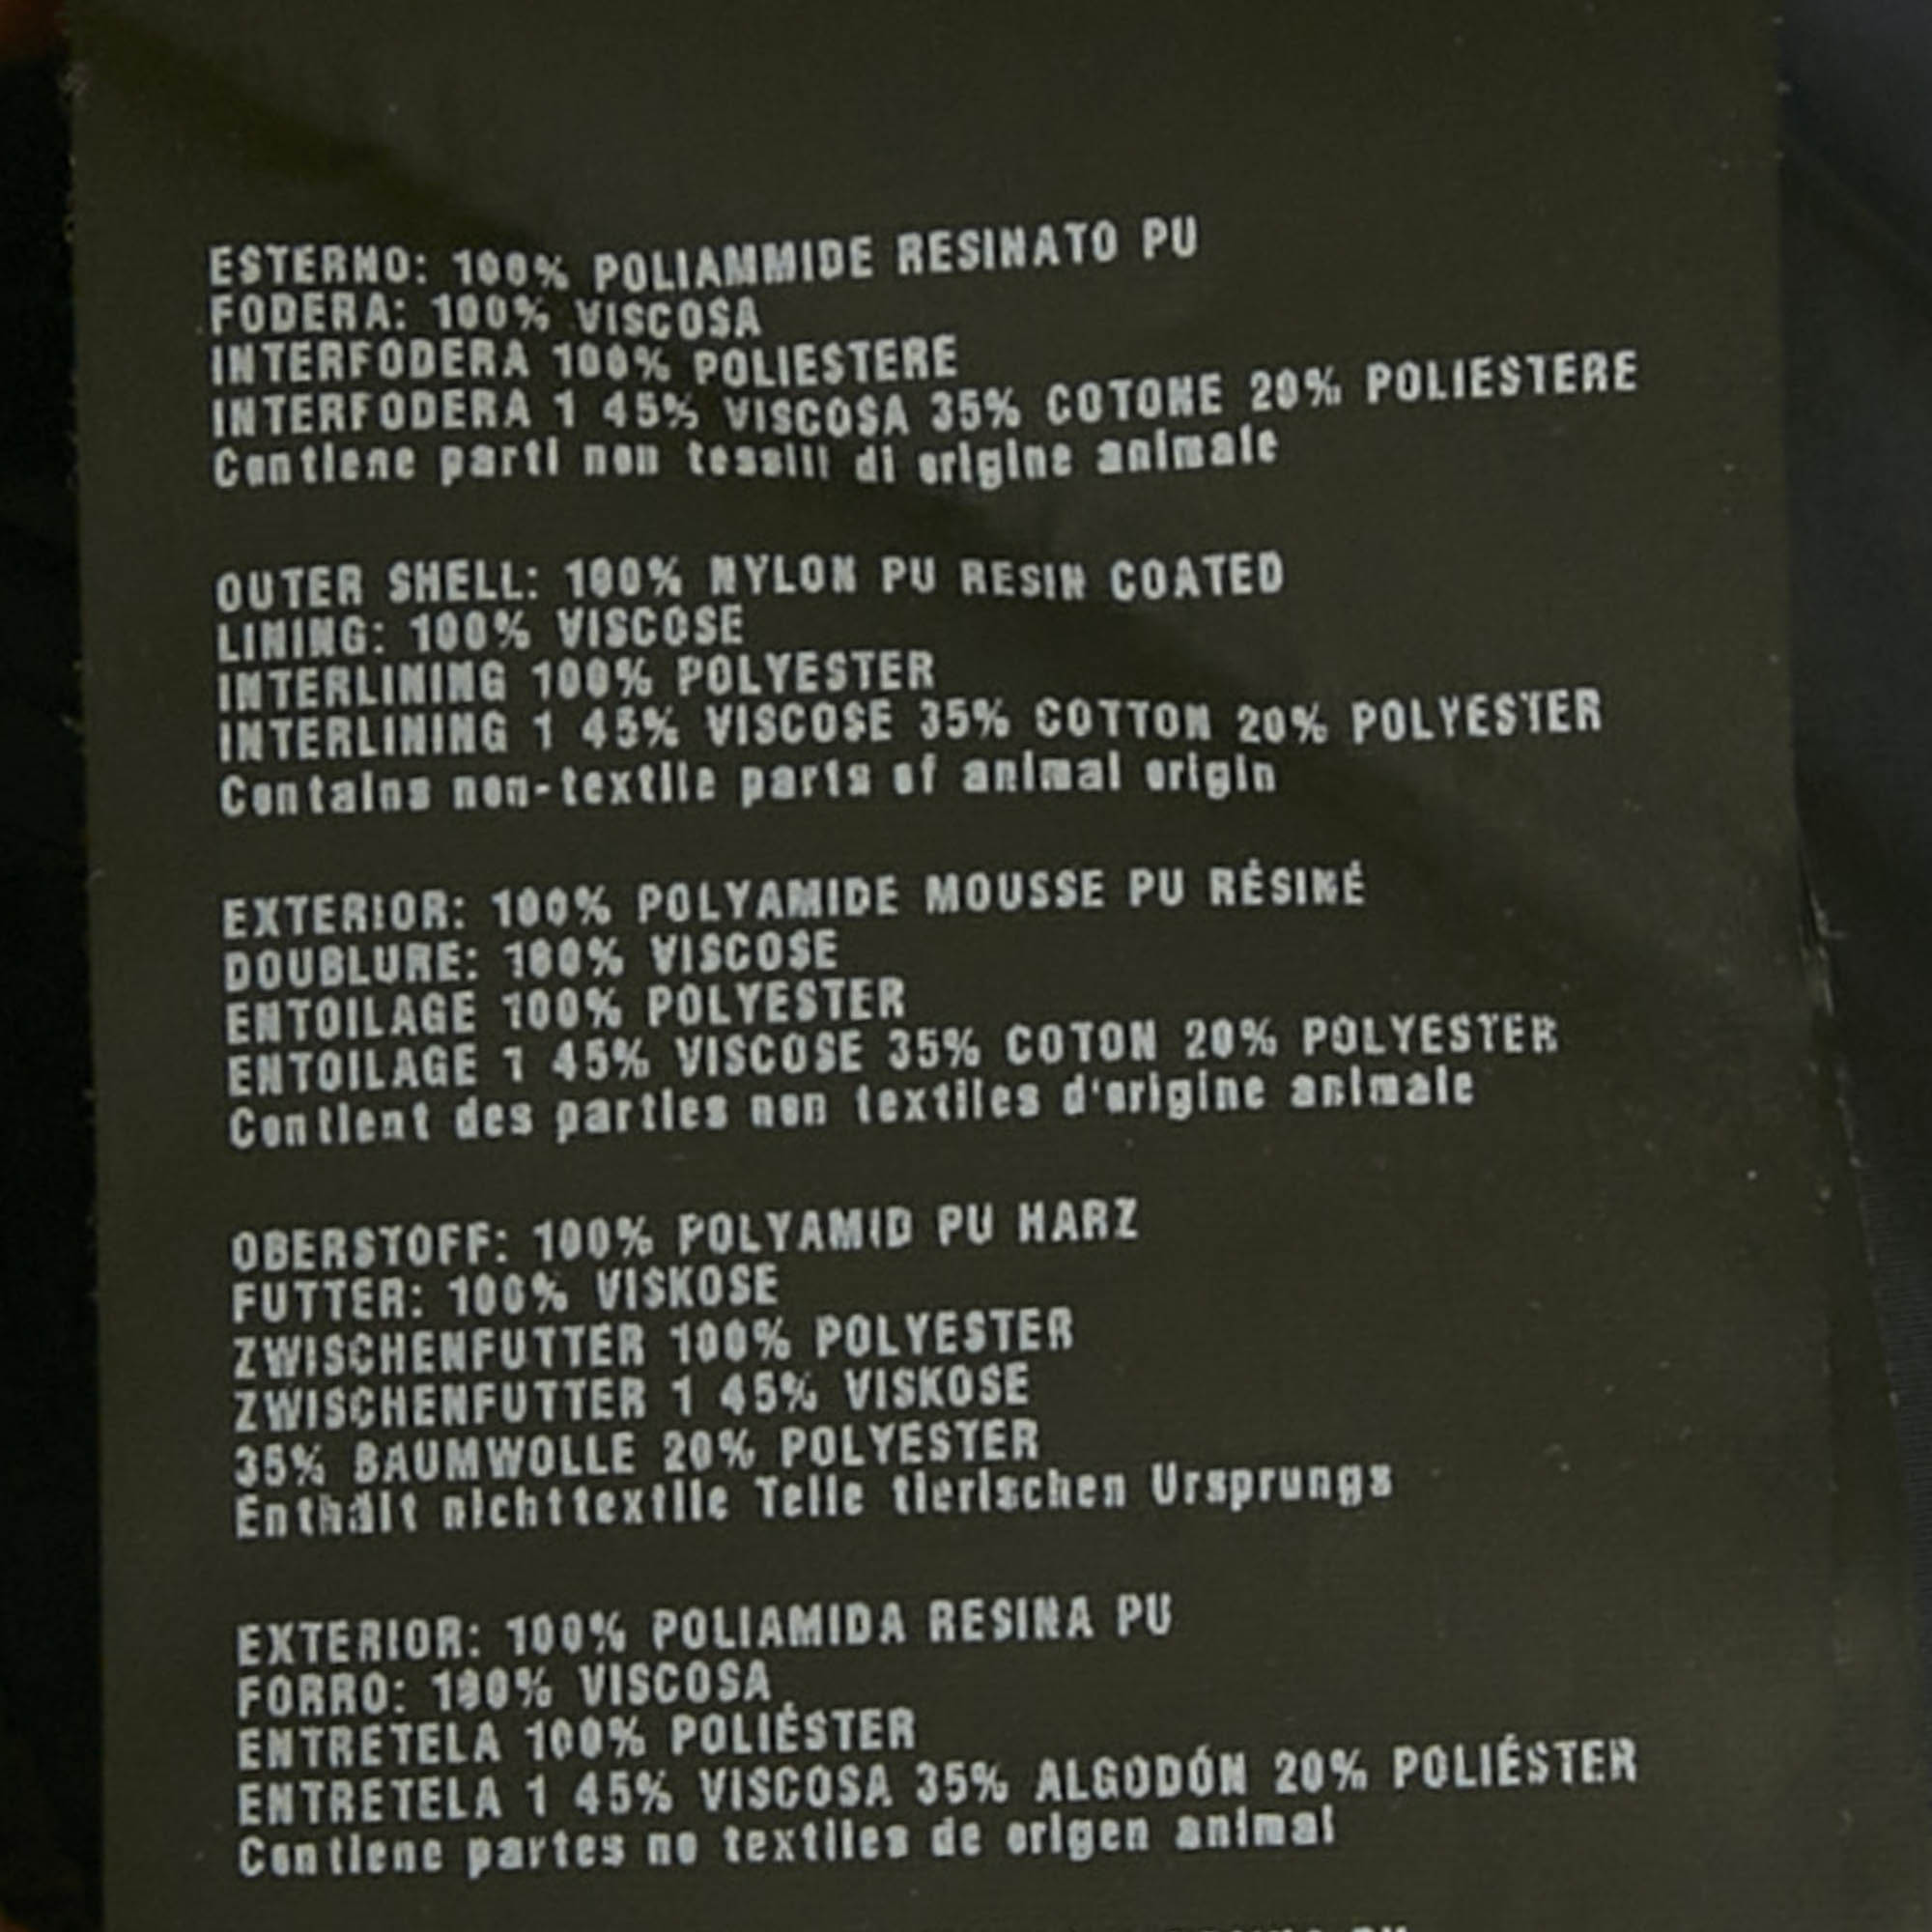 ESTERNO: 100% POLIAMMIDE RESINATO PU
FODERA: 100% VISCOSA
INTERFODERA 100% POLIESTERE
INTERFODERA 1 45% VISCOSA 35% COTONE 20% POLIESTERE
Contiene parti non tessili di origine animale
OUTER SHELL: 100% NYLON PU RESIN COATED
LINING: 100% VISCOSE
INTERLINING 100% POLYESTER
INTERLINING 1 45% VISCOSE 35% COTTON 20% POLYESTER
Contains non-textile parts of animal origin
EXTERIOR: 100% POLYAMIDE MOUSSE PU RÉSINÉ
DOUBLURE: 100% VISCOSE
ENTOILAGE 100% POLYESTER
ENTOILAGE 1 45% VISCOSE 35% COTON 20% POLYESTER
Contient des parties non textiles d'origine animale
OBERSTOFF: 100% POLYAMID PU HARZ
FUTTER: 100% VISKOSE
ZWISCHENFUTTER 100% POLYESTER
ZWISCHENFUTTER 1 45% VISKOSE
35% BAUMWOLLE 20% POLYESTER
Enthält nichttextile Teile tierischen Ursprungs
EXTERIOR: 100% POLIAMIDA RESINA PU
FORRO: 100% VISCOSA
ENTRETELA 100% POLIÉSTER
ENTRETELA 1 45% VISCOSA 35% ALGODÓN 20% POLIÉSTER
Contiene partes no textiles de origen animal